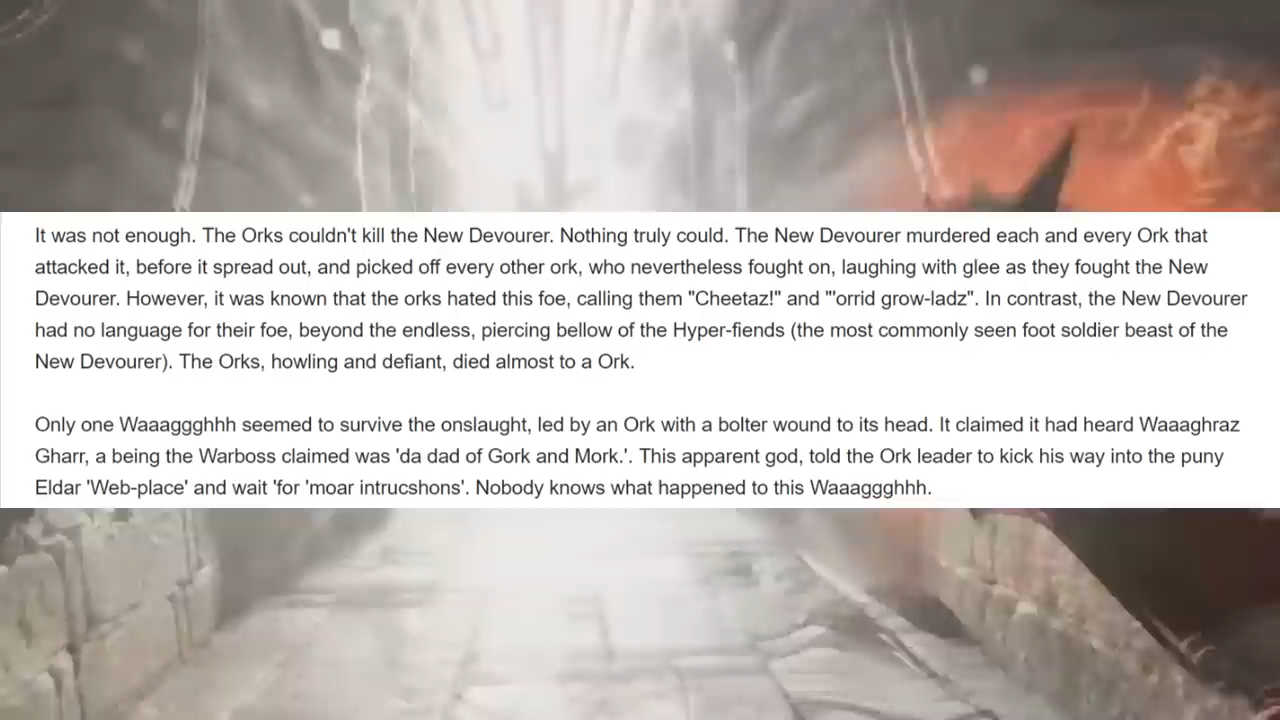 It was not enough. The Orks couldn't kill the New Devourer. Nothing truly could. The New Devourer murdered each and every Ork that
attacked it, before it spread out, and picked off every other ork, who nevertheless fought on, laughing with glee as they fought the New
Devourer. However, it was known that the orks hated this foe, calling them "Cheetaz!" and "'orrid grow-ladz". In contrast, the New Devourer
had no language for their foe, beyond the endless, piercing bellow of the Hyper-fiends (the most commonly seen foot soldier beast of the
New Devourer). The Orks, howling and defiant, died almost to a Ork.
Only one Waaaggghhh seemed to survive the onslaught, led by an Ork with a bolter wound to its head. It claimed it had heard Waaaghraz
Gharr, a being the Warboss claimed was 'da dad of Gork and Mork.'. This apparent god, told the Ork leader to kick his way into the puny
Eldar 'Web-place' and wait 'for 'moar intrucshons'. Nobody knows what happened to this Waaaggghhh.